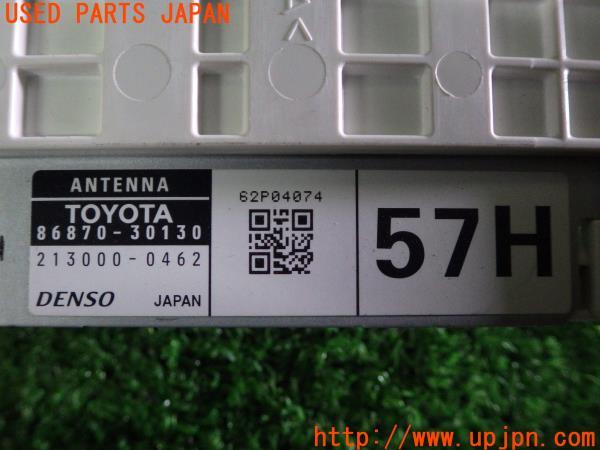 USED PARTS JAPAN
ANTENNA
TOYOTA
86870-30130
213000-0462
DENSO JAPAN
62P04074
57H
http://www.upjpn.com